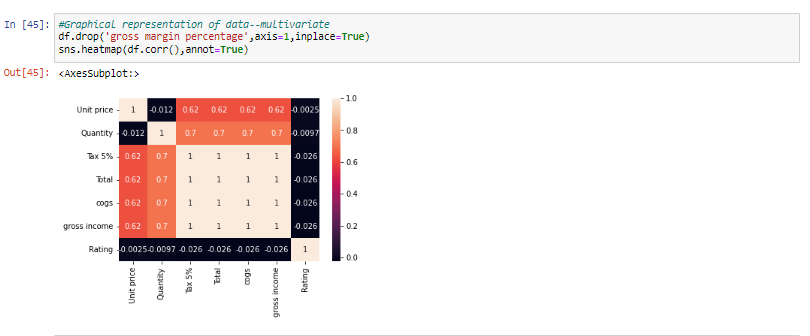 In [45]: #Graphical representation of data--multivariate
df.drop('gross margin percentage',axis=1,inplace=True)
sns.heatmap(df.corr(),annot=True)
Out[45]: <AxesSubplot:>
Unit price 1 -0.012 0.62 0.62 0.62 0.62 -0.0025
Quantity -0.012 1 0.7 0.7 0.7 0.7 -0.0097
Tax 5% 0.62 0.7 1 1 1 1 -0.026
Total 0.62 0.7 1 1 1 1 -0.026
cogs 0.62 0.7 1 1 1 1 -0.026
gross income 0.62 0.7 1 1 1 1 -0.026
Rating -0.0025 -0.0097 -0.026 -0.026 -0.026 -0.026 1
Unit price
Quantity
Tax 5%
Total
cogs
gross income
Rating
1.0
0.8
0.6
0.4
0.2
0.0